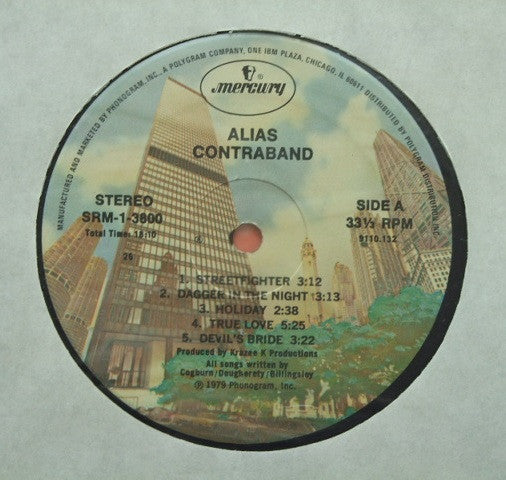 MANUFACTURED AND MARKETED BY PHONOGRAM, INC., A POLYGRAM COMPANY, ONE IBM PLAZA, CHICAGO, IL 60611 DISTRIBUTED BY POLYGRAM DISTRIBUTION, INC.
mercury ®
ALIAS
CONTRABAND
STEREO
SRM-1-3800
Total Time: 18:10
SIDE A
33⅓ RPM
9110.132
26
1. STREETFIGHTER 3:12
2. DAGGER IN THE NIGHT 3:13
3. HOLIDAY 2:38
4. TRUE LOVE 5:25
5. DEVIL'S BRIDE 3:22
Produced by Krazee K Productions
All songs written by
Cogburn/Dougherety/Billingsley
℗ 1979 Phonogram, Inc.